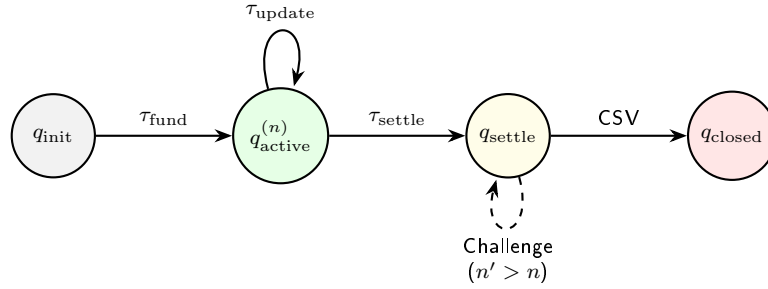 τ_update
q_init
τ_fund
q_active^(n)
τ_settle
q_settle
CSV
q_closed
Challenge
(n′ > n)